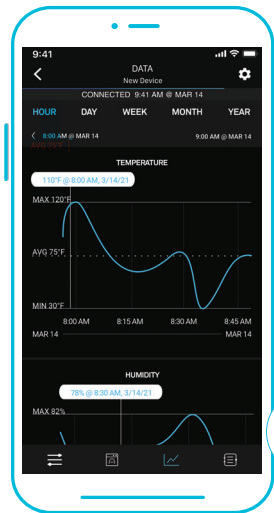 9:41
DATA
New Device
CONNECTED 9:41 AM @ MAR 14
HOUR DAY WEEK MONTH YEAR
8:00 AM @ MAR 14 9:00 AM @ MAR 14
AVG 75°F
TEMPERATURE
110°F @ 8:00 AM, 3/14/21
MAX 120°F
AVG 75°F
MIN 30°F
8:00 AM 8:15 AM 8:30 AM 8:45 AM
MAR 14 MAR 14
HUMIDITY
78% @ 8:30 AM, 3/14/21
MAX 82%